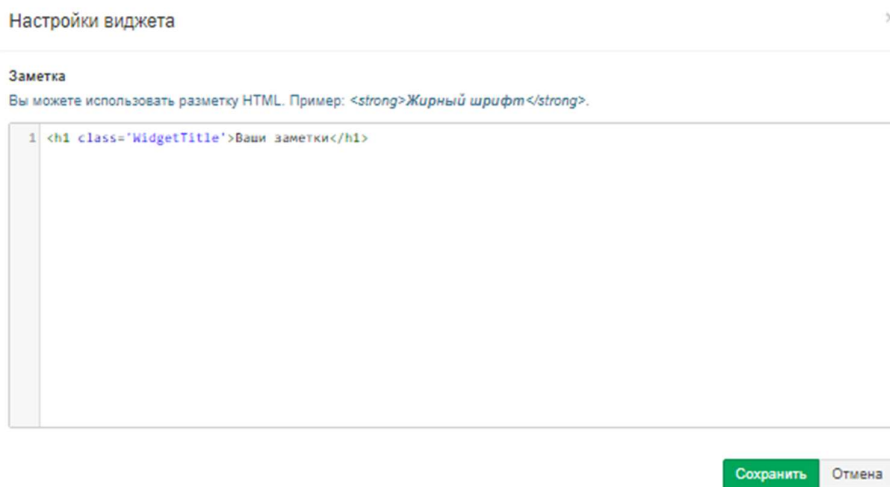 Настройки виджета
Заметка
Вы можете использовать разметку HTML. Пример: <strong>Жирный шрифт</strong>.
1 <h1 class='WidgetTitle'>Ваши заметки</h1>
Сохранить Отмена